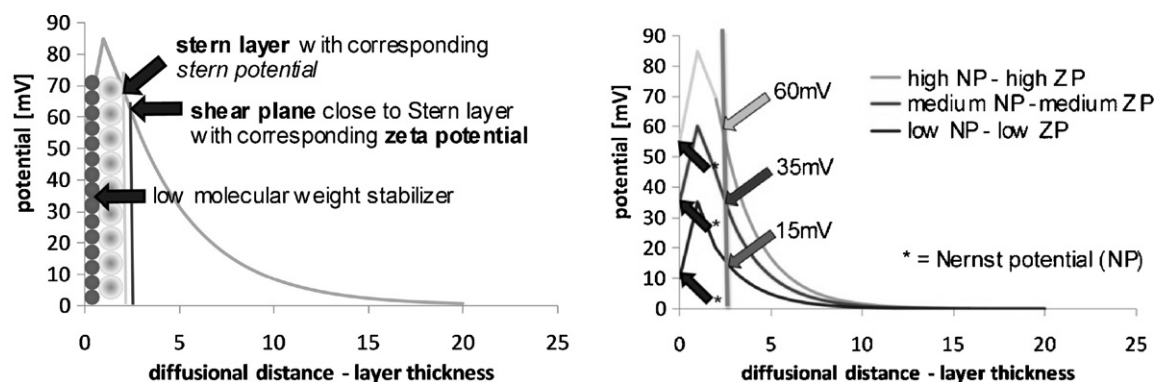 potential [mV]
90
80
70
60
50
40
30
20
10
0
stern layer with corresponding
stern potential
shear plane close to Stern layer
with corresponding zeta potential
low molecular weight stabilizer
0 5 10 15 20 25
diffusional distance - layer thickness
potential [mV]
90
80
70
60
50
40
30
20
10
0
60mV
35mV
15mV
*
*
*
high NP - high ZP
medium NP -medium ZP
low NP - low ZP
* = Nernst potential (NP)
0 5 10 15 20 25
diffusional distance - layer thickness